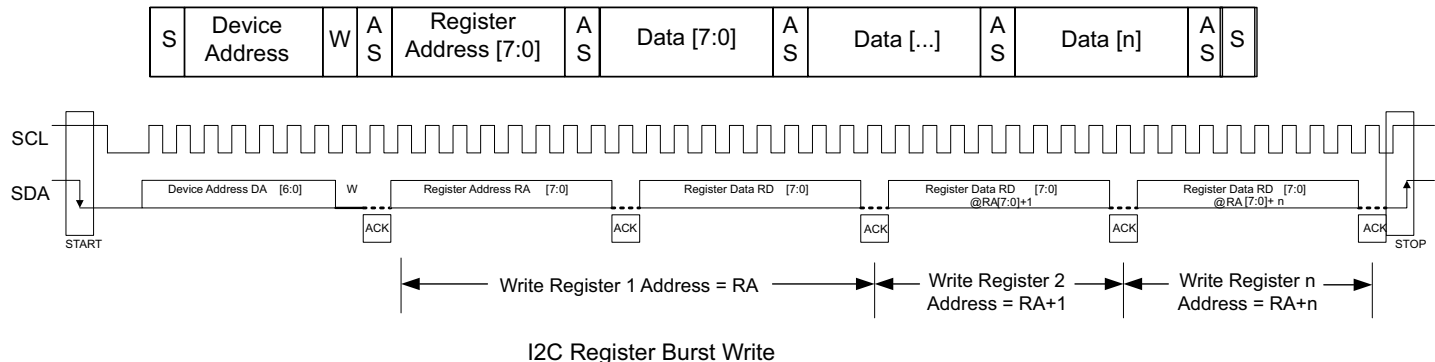 S
Device
Address
W
A
S
Register
Address [7:0]
A
S
Data [7:0]
A
S
Data [...]
A
S
Data [n]
A
S
S
SCL
SDA
Device Address DA [6:0]
W
Register Address RA [7:0]
Register Data RD [7:0]
Register Data RD [7:0]
@RA[7:0]+1
Register Data RD [7:0]
@RA [7:0]+ n
ACK
ACK
ACK
ACK
ACK
START
STOP
Write Register 1 Address = RA
Write Register 2
Address = RA+1
Write Register n
Address = RA+n
I2C Register Burst Write